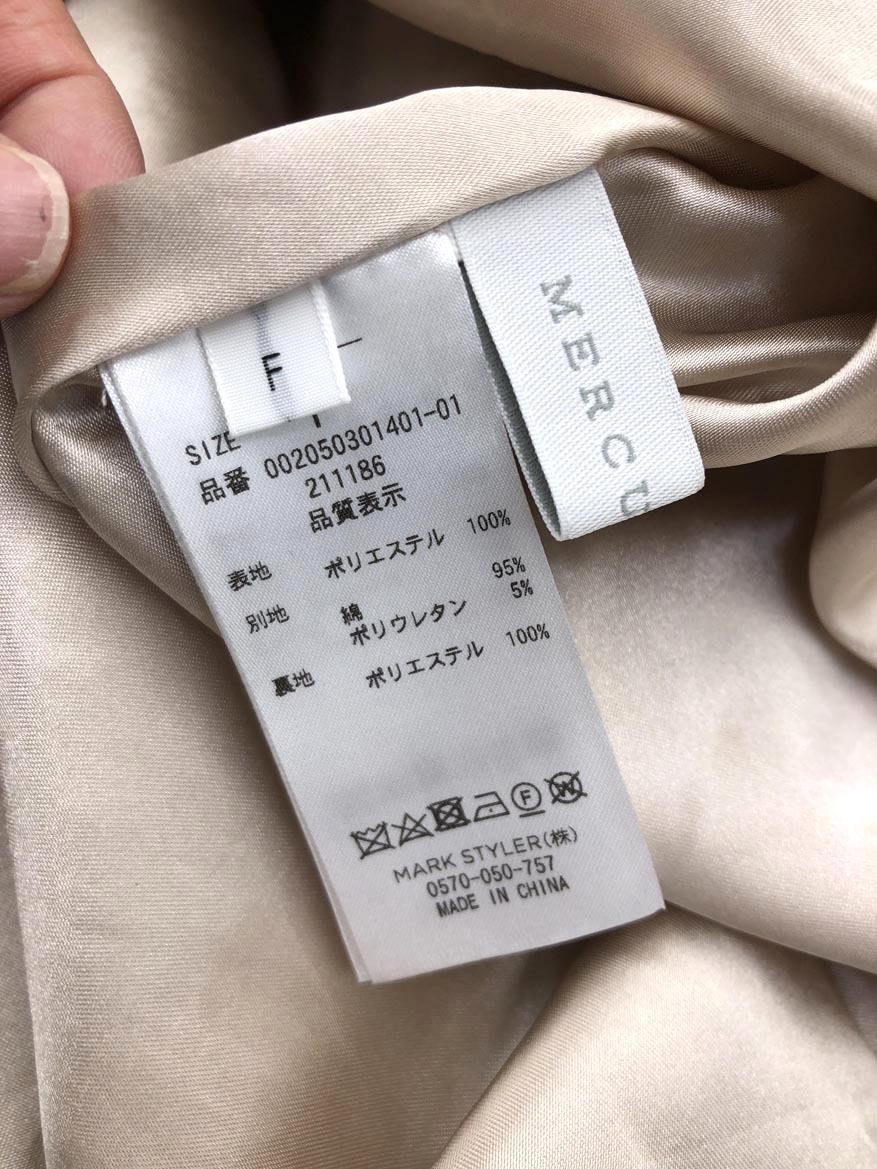 F
SIZE
品番 002050301401-01
211186
品質表示
表地 ポリエステル 100%
別地 綿 95%
ポリウレタン 5%
裏地 ポリエステル 100%
MARK STYLER(株)
0570-050-757
MADE IN CHINA
MERCU